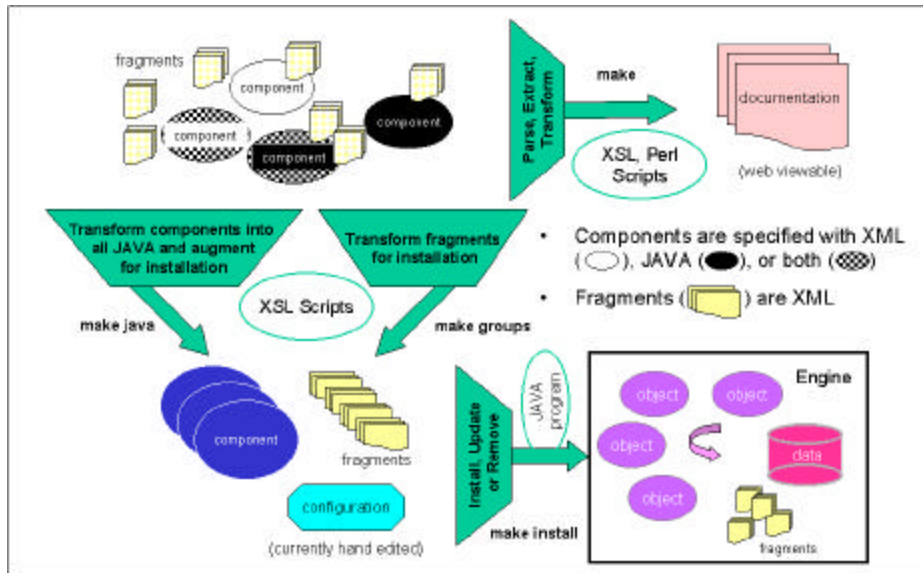 fragments
component
component
component
component
Parse, Extract,
Transform
make
XSL, Perl
Scripts
documentation
(web viewable)
Transform components into
all JAVA and augment
for installation
Transform fragments
for installation
XSL Scripts
make java
make groups
• Components are specified with XML
( ), JAVA ( ), or both ( )
• Fragments ( ) are XML
component
fragments
configuration
(currently hand edited)
Install, Update
or Remove
JAVA
program
make install
Engine
object
object
object
object
data
fragments